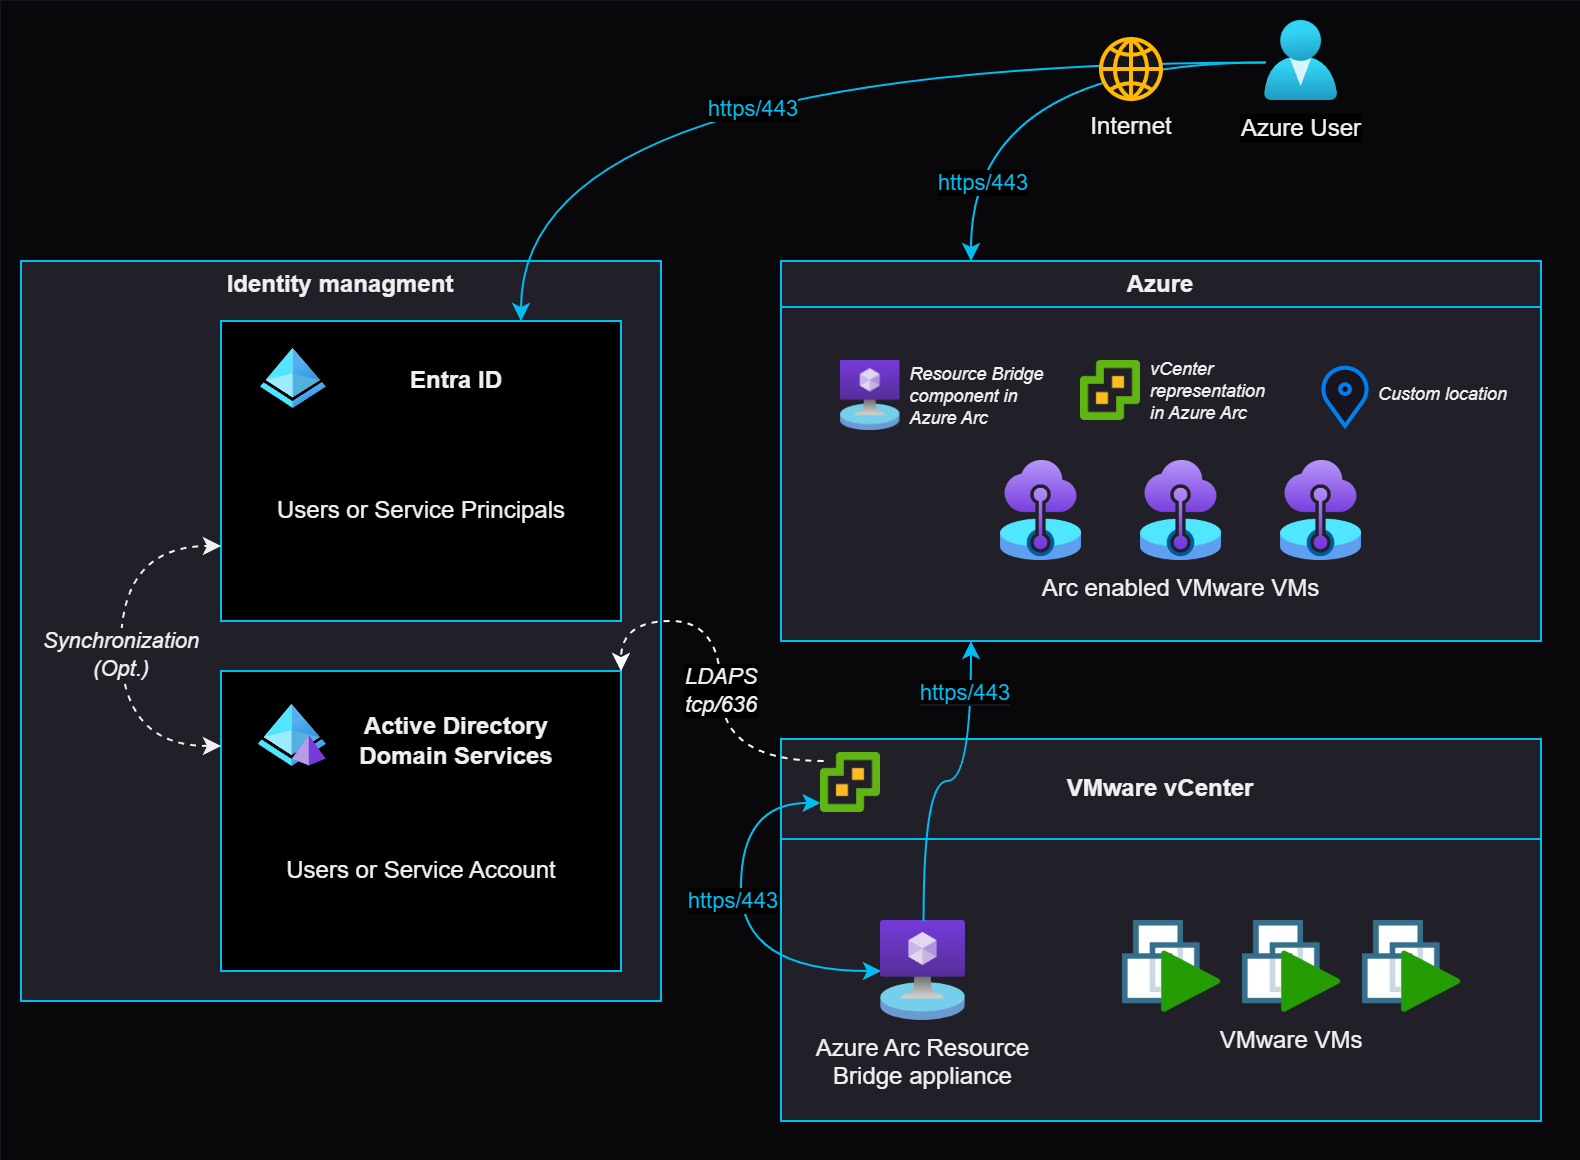 Internet
Azure User
https/443
https/443
Identity managment
Entra ID
Users or Service Principals
Synchronization
(Opt.)
Active Directory
Domain Services
Users or Service Account
LDAPS
tcp/636
Azure
Resource Bridge
component in
Azure Arc
vCenter
representation
in Azure Arc
Custom location
Arc enabled VMware VMs
https/443
VMware vCenter
https/443
Azure Arc Resource
Bridge appliance
VMware VMs